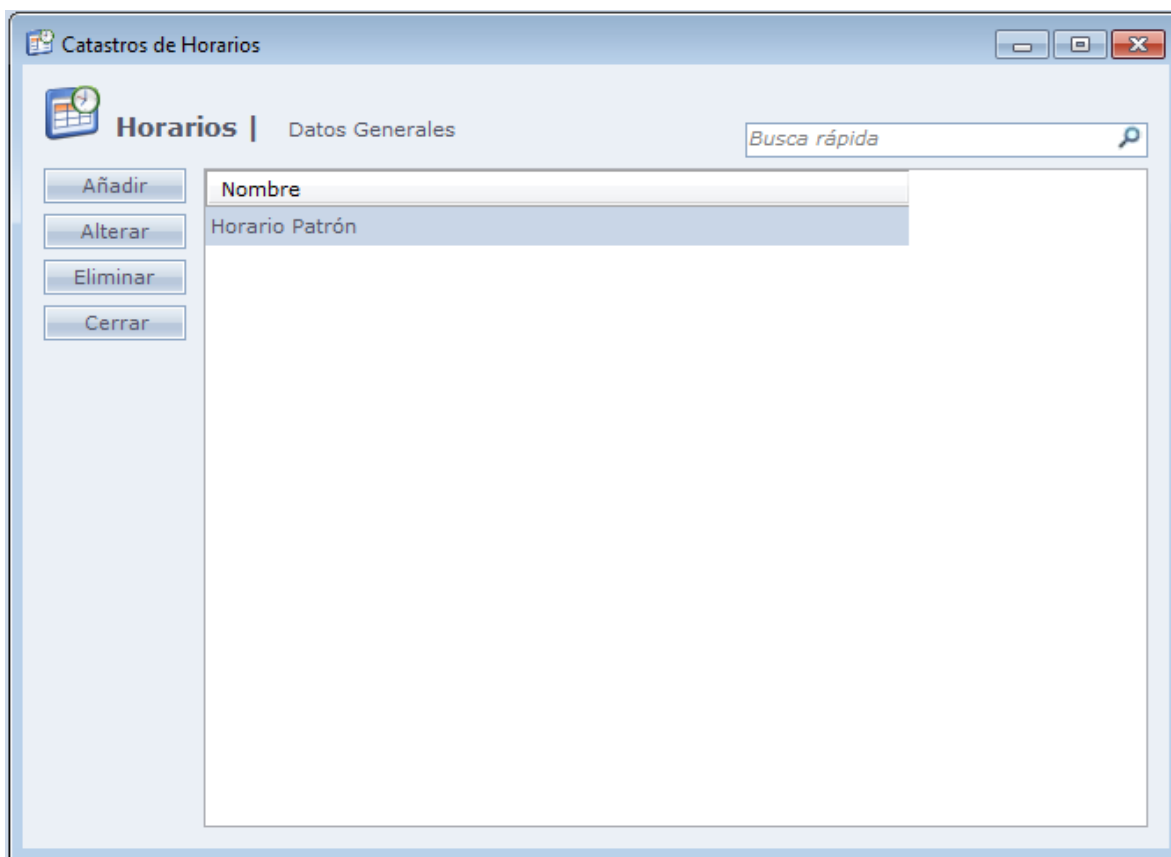 Catastros de Horarios
Horarios | Datos Generales
Busca rápida
Añadir
Alterar
Eliminar
Cerrar
Nombre
Horario Patrón